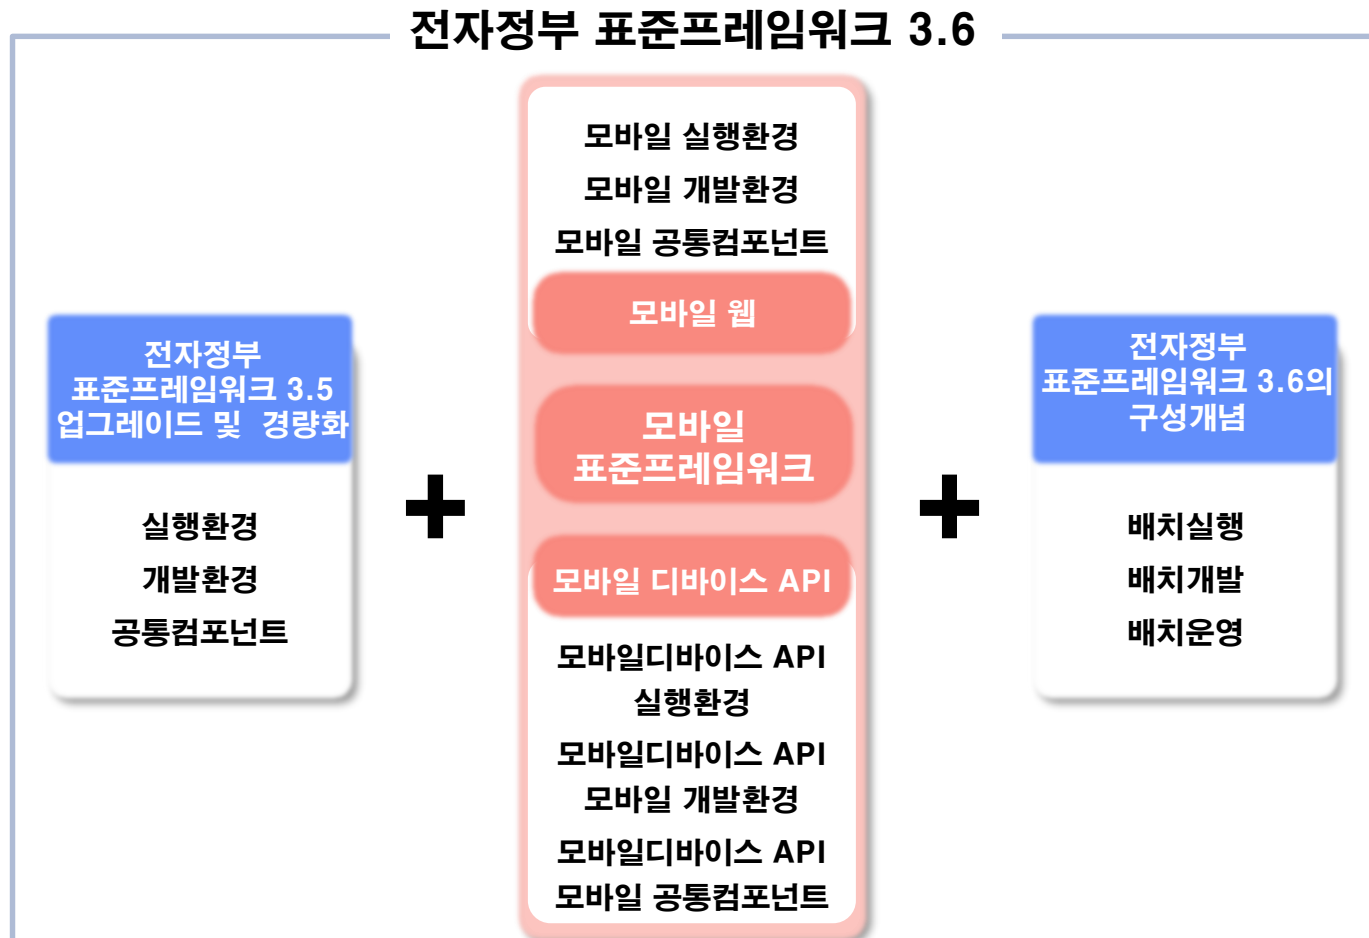 전자정부 표준프레임워크 3.6
전자정부
표준프레임워크 3.5
업그레이드 및 경량화
실행환경
개발환경
공통컴포넌트
모바일 실행환경
모바일 개발환경
모바일 공통컴포넌트
모바일 웹
모바일
표준프레임워크
모바일 디바이스 API
모바일디바이스 API
실행환경
모바일디바이스 API
모바일 개발환경
모바일디바이스 API
모바일 공통컴포넌트
전자정부
표준프레임워크 3.6의
구성개념
배치실행
배치개발
배치운영